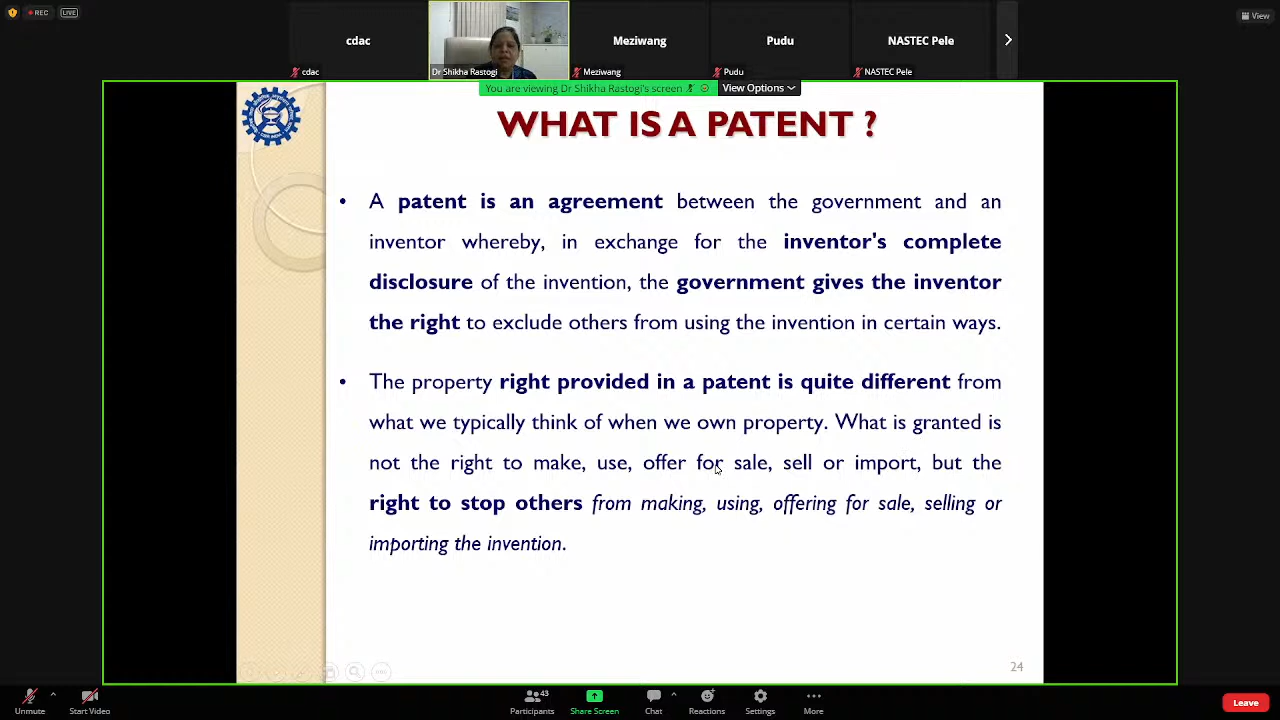 REC
LIVE
View
cdac
Meziwang
Pudu
NASTEC Pele
cdac
Dr Shikha Rastogi
Meziwang
Pudu
NASTEC Pele
You are viewing Dr Shikha Rastogi's screen
View Options
WHAT IS A PATENT ?
• A patent is an agreement between the government and an
inventor whereby, in exchange for the inventor's complete
disclosure of the invention, the government gives the inventor
the right to exclude others from using the invention in certain ways.
• The property right provided in a patent is quite different from
what we typically think of when we own property. What is granted is
not the right to make, use, offer for sale, sell or import, but the
right to stop others from making, using, offering for sale, selling or
importing the invention.
24
Unmute
Start Video
43
Participants
Share Screen
Chat
Reactions
Settings
More
Leave